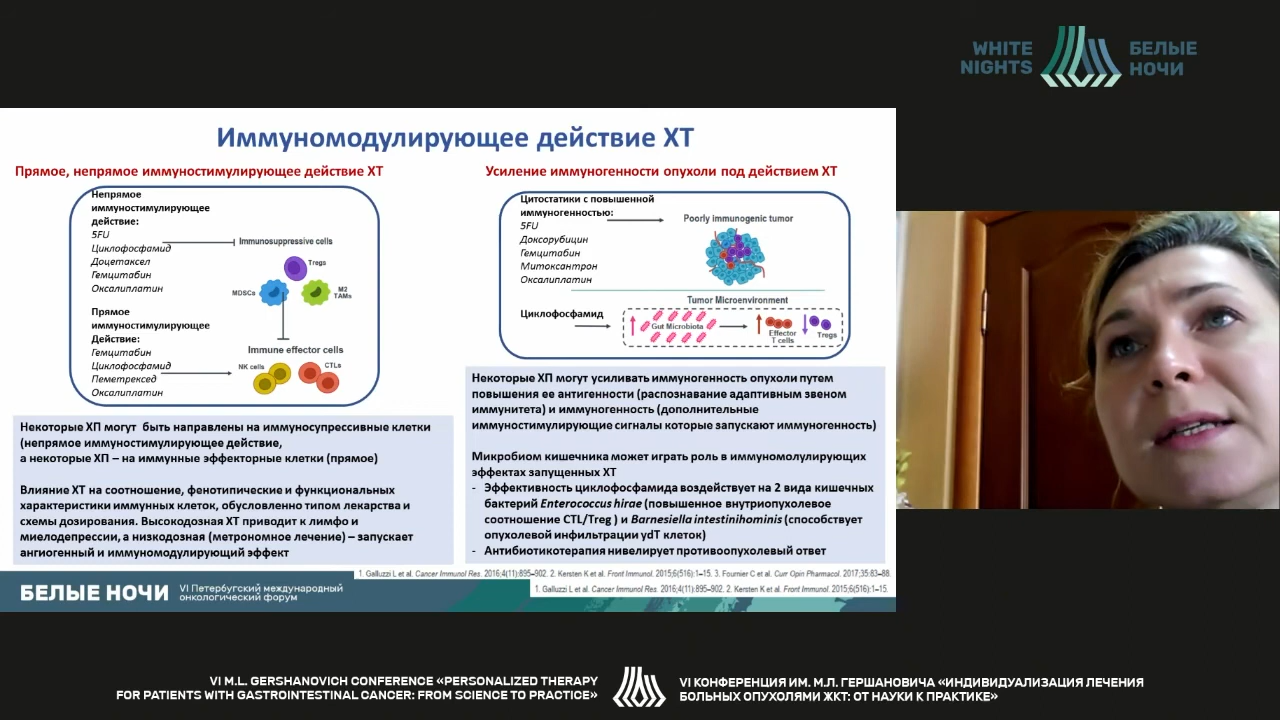 WHITE
NIGHTS
БЕЛЫЕ
НОЧИ
Иммуномодулирующее действие ХТ
Прямое, непрямое иммуностимулирующее действие ХТ
Непрямое
иммуностимулирующее
действие:
5FU
Циклофосфамид
Доцетаксел
Гемцитабин
Оксалиплатин
Прямое
иммуностимулирующее
Действие:
Гемцитабин
Циклофосфамид
Пеметрексед
Оксалиплатин
Immunosuppressive cells
Tregs
MDSCs
M2
TAMs
Immune effector cells
NK cells
CTLs
Некоторые ХП могут быть направлены на иммуносупрессивные клетки
(непрямое иммуностимулирующее действие,
а некоторые ХП – на иммунные эффекторные клетки (прямое)
Влияние ХТ на соотношение, фенотипические и функциональных
характеристики иммунных клеток, обусловленно типом лекарства и
схемы дозирования. Высокодозная ХТ приводит к лимфо и
миелодепрессии, а низкодозная (метрономное лечение) – запускает
ангиогенный и иммуномодулирующий эффект
Усиление иммуногенности опухоли под действием ХТ
Цитостатики с повышенной
иммуногенностью:
5FU
Доксорубицин
Гемцитабин
Митоксантрон
Оксалиплатин
Poorly immunogenic tumor
Tumor Microenvironment
Циклофосфамид
Gut Microbiota
Effector
T cells
Tregs
Некоторые ХП могут усиливать иммуногенность опухоли путем
повышения ее антигенности (распознавание адаптивным звеном
иммунитета) и иммуногенность (дополнительные
иммуностимулирующие сигналы которые запускают иммуногенность)
Микробиом кишечника может играть роль в иммуномолулирующих
эффектах запущенных ХТ
- Эффективность циклофосфамида воздействует на 2 вида кишечных
бактерий Enterococcus hirae (повышенное внутриопухолевое
соотношение CTL/Treg ) и Barnesiella intestinihominis (способствует
опухолевой инфильтрации γdT клеток)
- Антибиотикотерапия нивелирует противоопухолевый ответ
1. Galluzzi L et al. Cancer Immunol Res. 2016;4(11):895–902. 2. Kersten K et al. Front Immunol. 2015;6(516):1–15. 3. Fournier C et al. Curr Opin Pharmacol. 2017;35:83–88.
1. Galluzzi L et al. Cancer Immunol Res. 2016;4(11):895–902. 2. Kersten K et al. Front Immunol. 2015;6(516):1–15.
БЕЛЫЕ НОЧИ
VI Петербургский международный
онкологический форум
VI M.L. GERSHANOVICH CONFERENCE «PERSONALIZED THERAPY
FOR PATIENTS WITH GASTROINTESTINAL CANCER: FROM SCIENCE TO PRACTICE»
VI КОНФЕРЕНЦИЯ ИМ. М.Л. ГЕРШАНОВИЧА «ИНДИВИДУАЛИЗАЦИЯ ЛЕЧЕНИЯ
БОЛЬНЫХ ОПУХОЛЯМИ ЖКТ: ОТ НАУКИ К ПРАКТИКЕ»